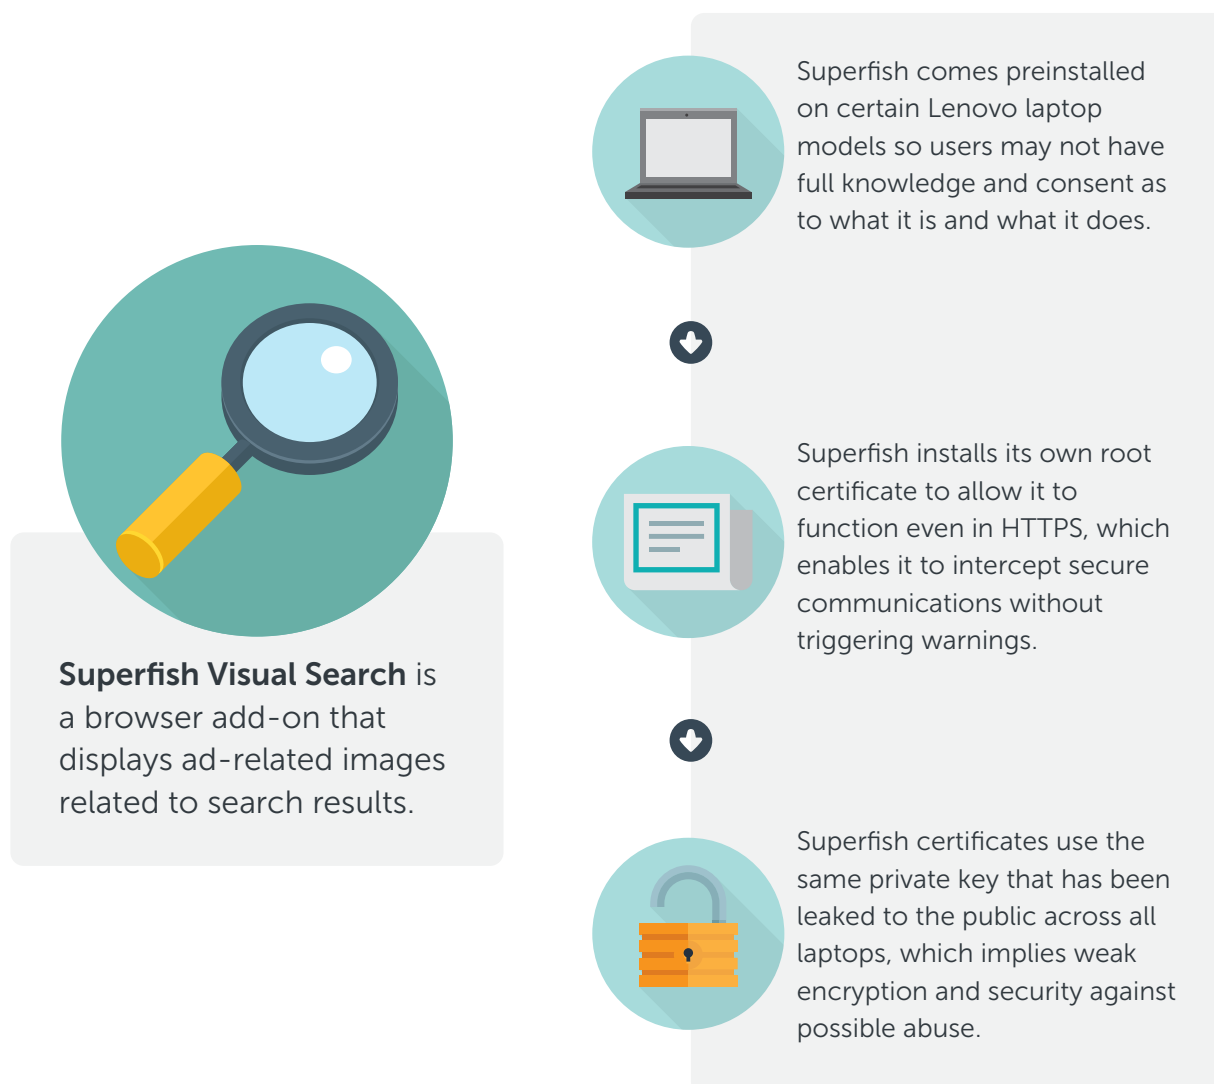 Superfish Visual Search is
a browser add-on that
displays ad-related images
related to search results.
Superfish comes preinstalled
on certain Lenovo laptop
models so users may not have
full knowledge and consent as
to what it is and what it does.
Superfish installs its own root
certificate to allow it to
function even in HTTPS, which
enables it to intercept secure
communications without
triggering warnings.
Superfish certificates use the
same private key that has been
leaked to the public across all
laptops, which implies weak
encryption and security against
possible abuse.